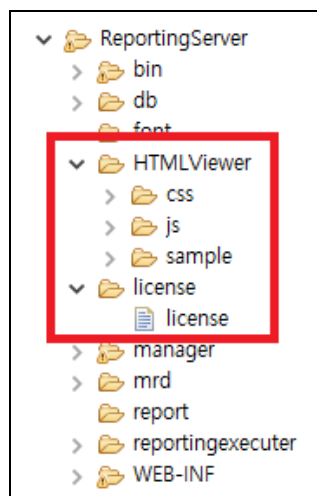 ReportingServer
bin
db
font
HTMLViewer
css
js
sample
license
license
manager
mrd
report
reportingexecuter
WEB-INF